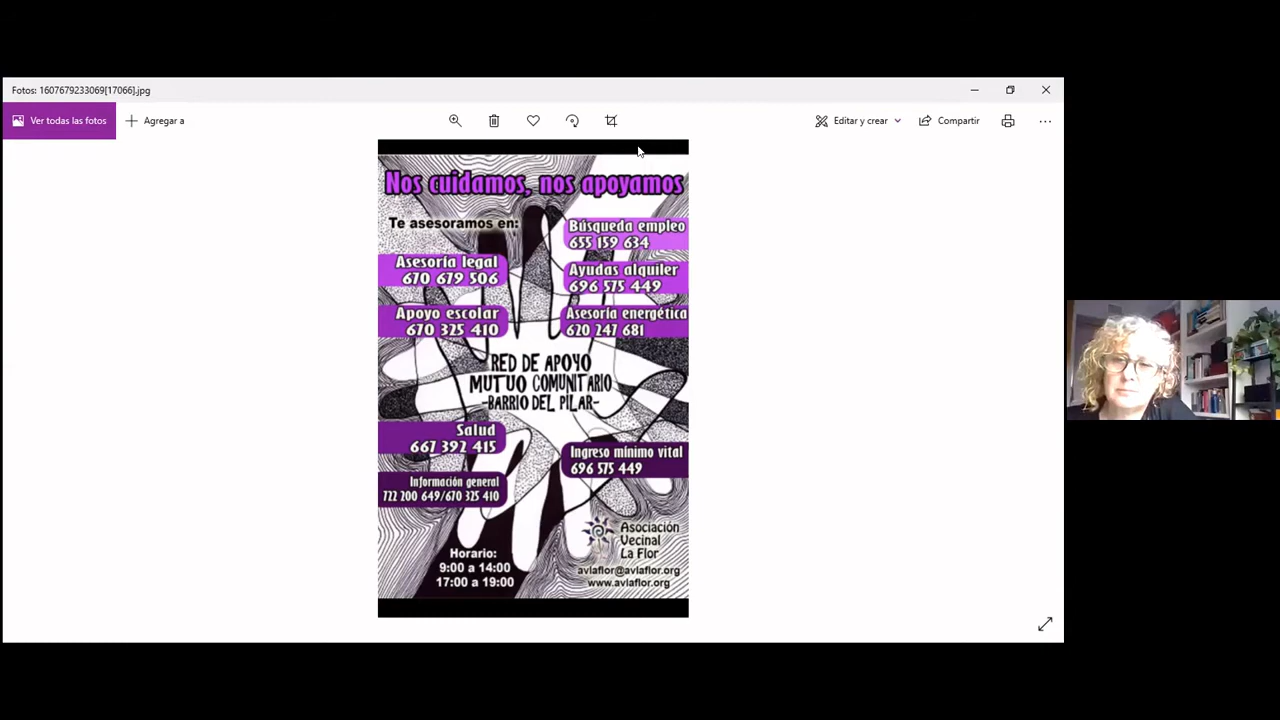 Fotos: 1607679233069[17066].jpg
Ver todas las fotos
Agregar a
Editar y crear
Compartir
Nos cuidamos, nos apoyamos
Te asesoramos en:
Búsqueda empleo
655 159 634
Asesoría legal
670 679 506
Ayudas alquiler
696 575 449
Apoyo escolar
670 325 410
Asesoría energética
620 247 681
RED DE APOYO
MUTUO COMUNITARIO
-BARRIO DEL PILAR-
Salud
667 392 415
Ingreso mínimo vital
696 575 449
Información general
722 200 649/670 325 410
Asociación
Vecinal
La Flor
Horario:
9:00 a 14:00
17:00 a 19:00
avlaflor@avlaflor.org
www.avlaflor.org